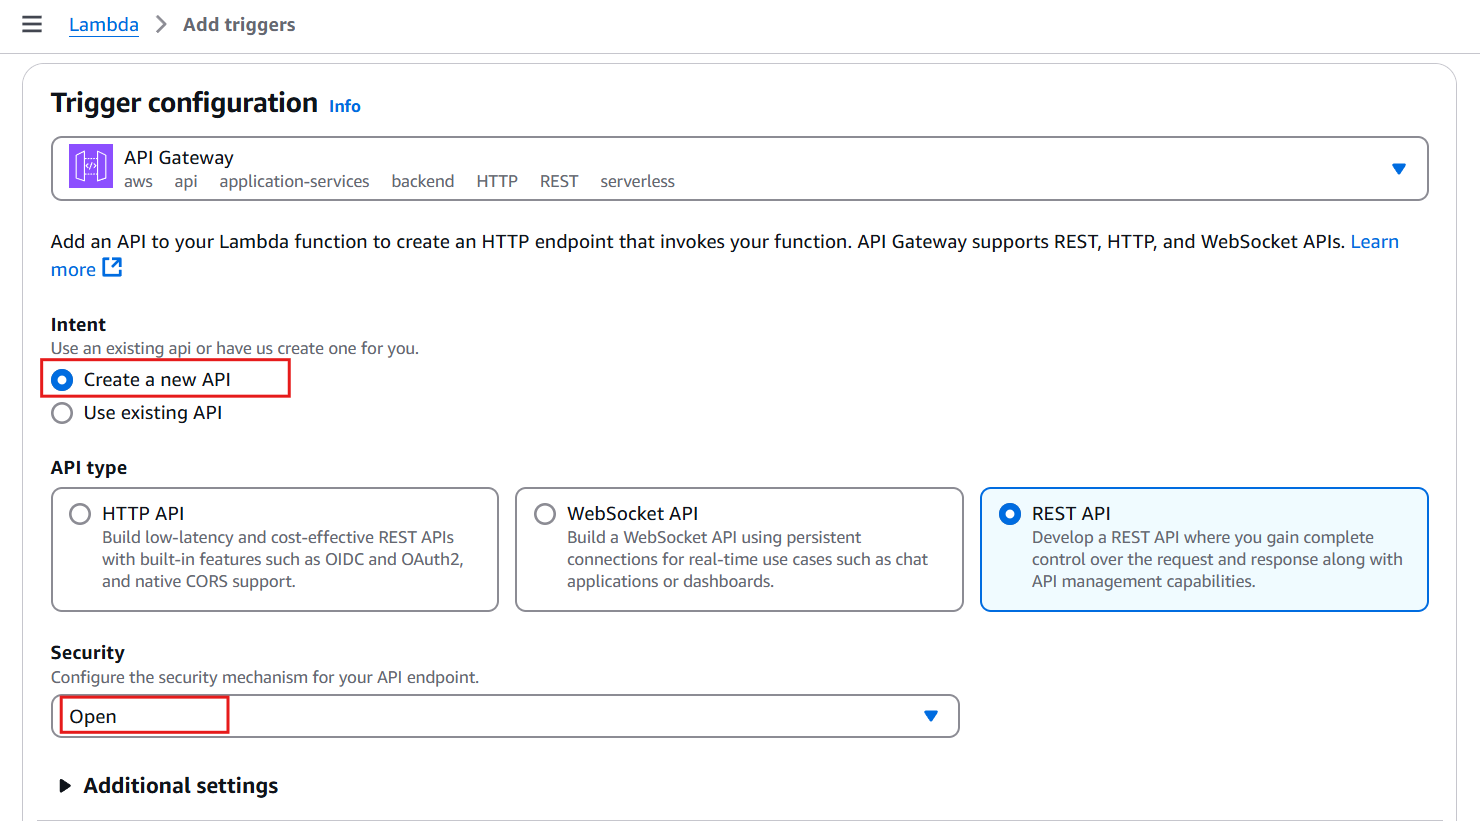 Lambda > Add triggers
Trigger configuration Info
API Gateway
aws api application-services backend HTTP REST serverless
Add an API to your Lambda function to create an HTTP endpoint that invokes your function. API Gateway supports REST, HTTP, and WebSocket APIs. Learn
more
Intent
Use an existing api or have us create one for you.
Create a new API
Use existing API
API type
HTTP API
Build low-latency and cost-effective REST APIs
with built-in features such as OIDC and OAuth2,
and native CORS support.
WebSocket API
Build a WebSocket API using persistent
connections for real-time use cases such as chat
applications or dashboards.
REST API
Develop a REST API where you gain complete
control over the request and response along with
API management capabilities.
Security
Configure the security mechanism for your API endpoint.
Open
Additional settings